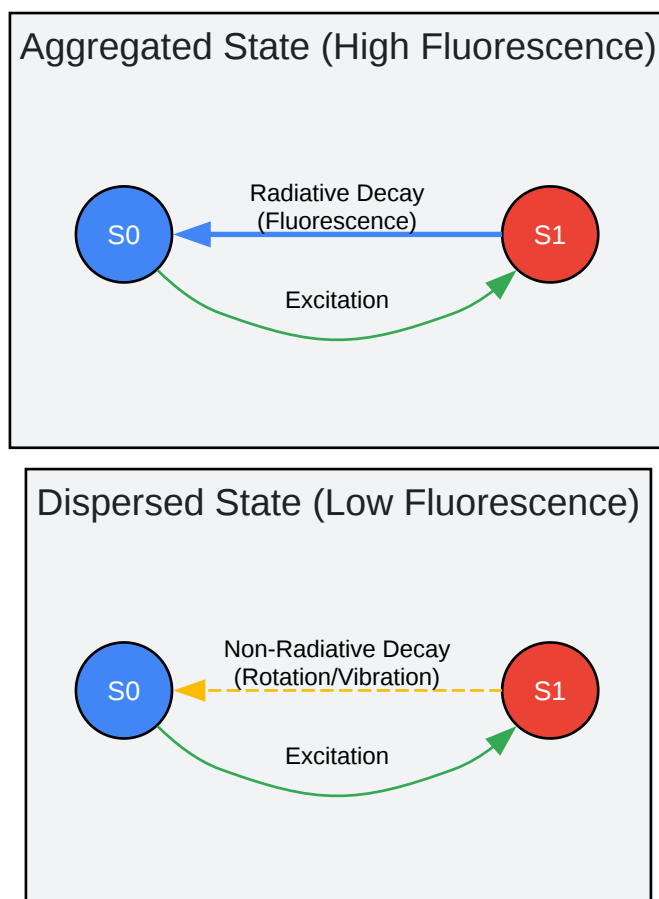 Aggregated State (High Fluorescence)
Radiative Decay
(Fluorescence)
S0
S1
Excitation
Dispersed State (Low Fluorescence)
Non-Radiative Decay
(Rotation/Vibration)
S0
S1
Excitation